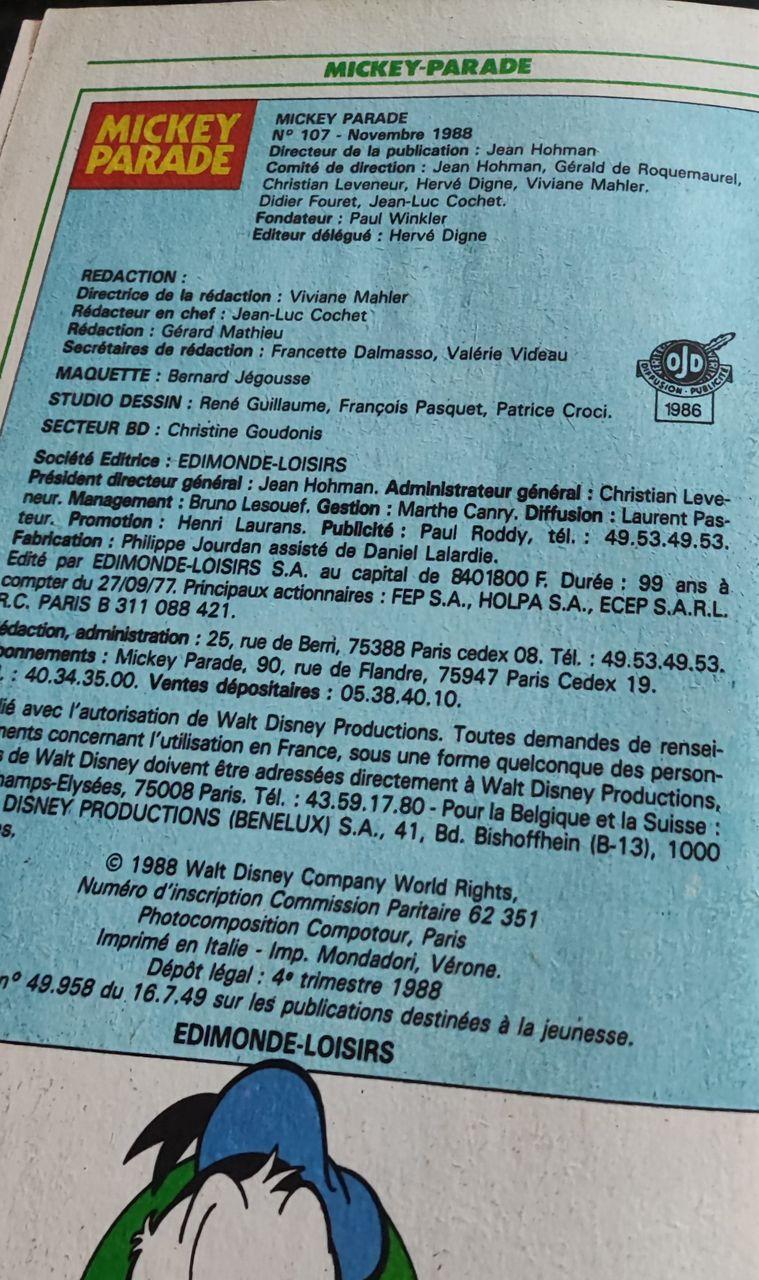 MICKEY-PARADE
MICKEY
PARADE
MICKEY PARADE
N° 107 - Novembre 1988
Directeur de la publication : Jean Hohman
Comité de direction : Jean Hohman, Gérald de Roquemaurel,
Christian Leveneur, Hervé Digne, Viviane Mahler.
Didier Fouret, Jean-Luc Cochet.
Fondateur : Paul Winkler
Editeur délégué : Hervé Digne
REDACTION :
Directrice de la rédaction : Viviane Mahler
Rédacteur en chef : Jean-Luc Cochet
Rédaction : Gérard Mathieu
Secrétaires de rédaction : Francette Dalmasso, Valérie Videau
MAQUETTE : Bernard Jégousse
STUDIO DESSIN : René Guillaume, François Pasquet, Patrice Croci.
SECTEUR BD : Christine Goudonis
OJD
DIFFUSION - PUBLICITÉ
1986
Société Editrice : EDIMONDE-LOISIRS
Président directeur général : Jean Hohman. Administrateur général : Christian Leve-
neur. Management : Bruno Lesouef. Gestion : Marthe Canry. Diffusion : Laurent Pas-
teur. Promotion : Henri Laurans. Publicité : Paul Roddy, tél. : 49.53.49.53.
Fabrication : Philippe Jourdan assisté de Daniel Lalardie.
Edité par EDIMONDE-LOISIRS S.A. au capital de 8401800 F. Durée : 99 ans à
compter du 27/09/77. Principaux actionnaires : FEP S.A., HOLPA S.A., ECEP S.A.R.L.
R.C. PARIS B 311 088 421.
édaction, administration : 25, rue de Berri, 75388 Paris cedex 08. Tél. : 49.53.49.53.
onnements : Mickey Parade, 90, rue de Flandre, 75947 Paris Cedex 19.
. : 40.34.35.00. Ventes dépositaires : 05.38.40.10.
lié avec l'autorisation de Walt Disney Productions. Toutes demandes de rensei-
ments concernant l'utilisation en France, sous une forme quelconque des person-
s de Walt Disney doivent être adressées directement à Walt Disney Productions,
hamps-Elysées, 75008 Paris. Tél. : 43.59.17.80 - Pour la Belgique et la Suisse :
DISNEY PRODUCTIONS (BENELUX) S.A., 41, Bd. Bishoffhein (B-13), 1000
s,
© 1988 Walt Disney Company World Rights,
Numéro d'inscription Commission Paritaire 62 351
Photocomposition Compotour, Paris
Imprimé en Italie - Imp. Mondadori, Vérone.
Dépôt légal : 4e trimestre 1988
n° 49.958 du 16.7.49 sur les publications destinées à la jeunesse.
EDIMONDE-LOISIRS